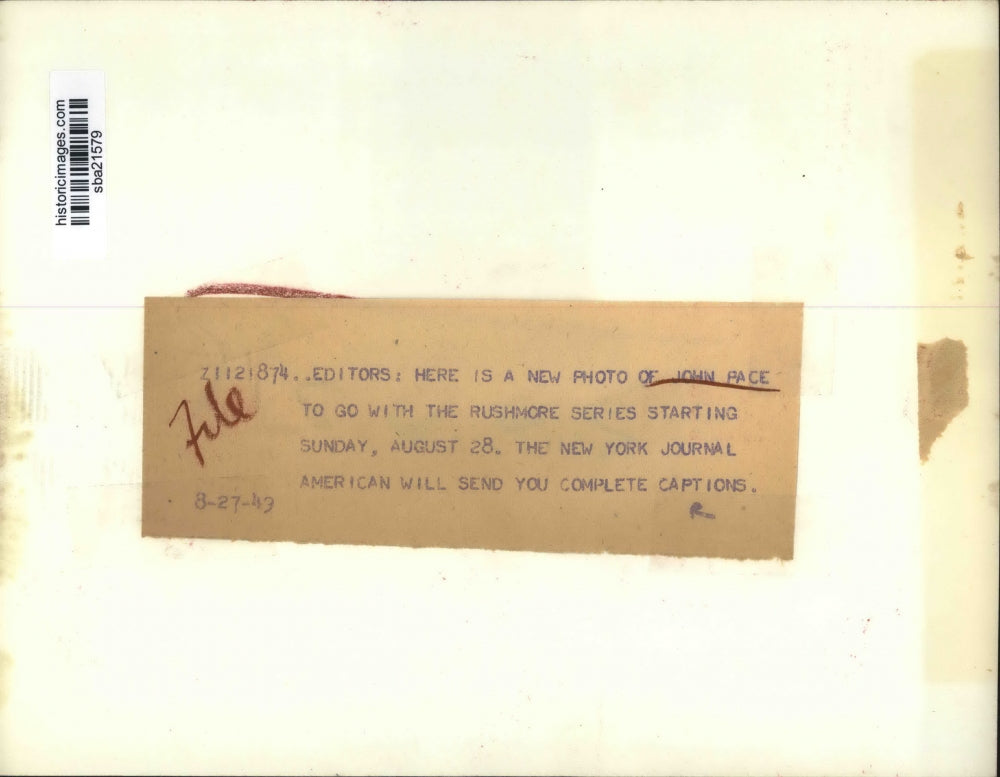 historicimages.com
sba21579
Z1121874..EDITORS: HERE IS A NEW PHOTO OF JOHN PACE
File
TO GO WITH THE RUSHMORE SERIES STARTING
SUNDAY, AUGUST 28. THE NEW YORK JOURNAL
AMERICAN WILL SEND YOU COMPLETE CAPTIONS.
8-27-49
R